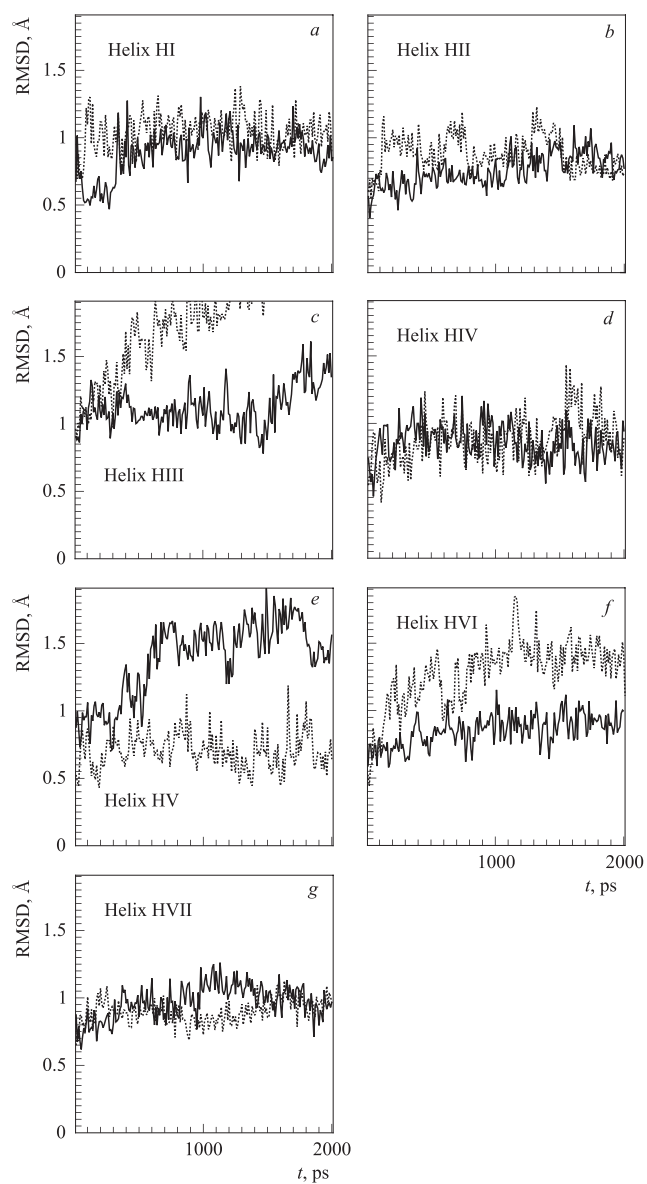 RMSD, Å
a
Helix HI
1.5
1
0.5
0
b
Helix HII
RMSD, Å
c
1.5
1
Helix HIII
0.5
0
d
Helix HIV
RMSD, Å
e
1.5
1
0.5
Helix HV
0
f
Helix HVI
1000
2000
t, ps
RMSD, Å
g
Helix HVII
1.5
1
0.5
0
1000
2000
t, ps